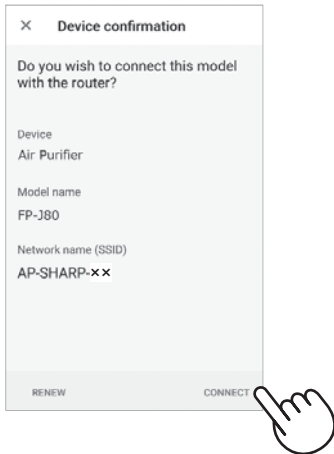 × Device confirmation
Do you wish to connect this model
with the router?
Device
Air Purifier
Model name
FP-J80
Network name (SSID)
AP-SHARP-××
RENEW CONNECT